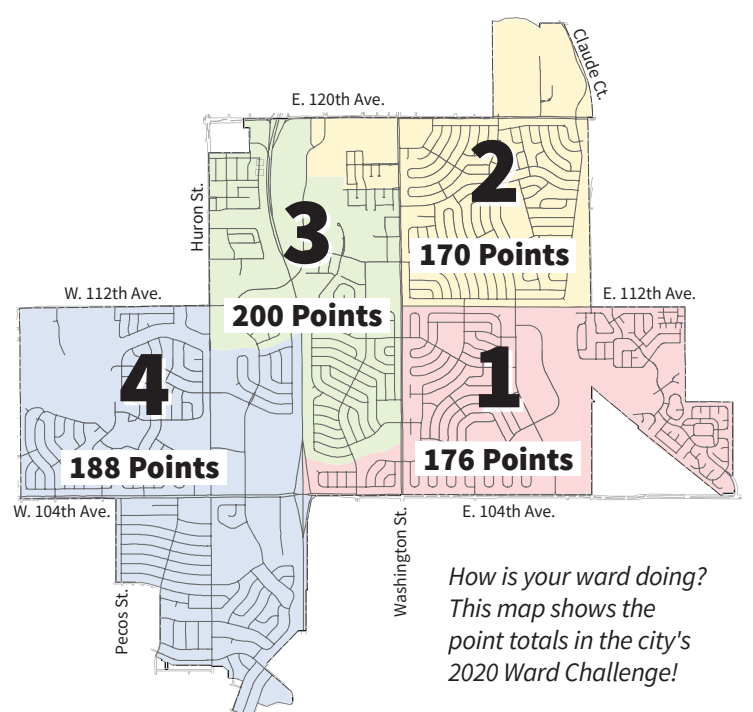 Claude Ct.
E. 120th Ave.
2
Huron St.
3
170 Points
W. 112th Ave.
E. 112th Ave.
200 Points
4
1
188 Points
176 Points
W. 104th Ave.
E. 104th Ave.
Washington St.
Pecos St.
How is your ward doing?
This map shows the
point totals in the city's
2020 Ward Challenge!